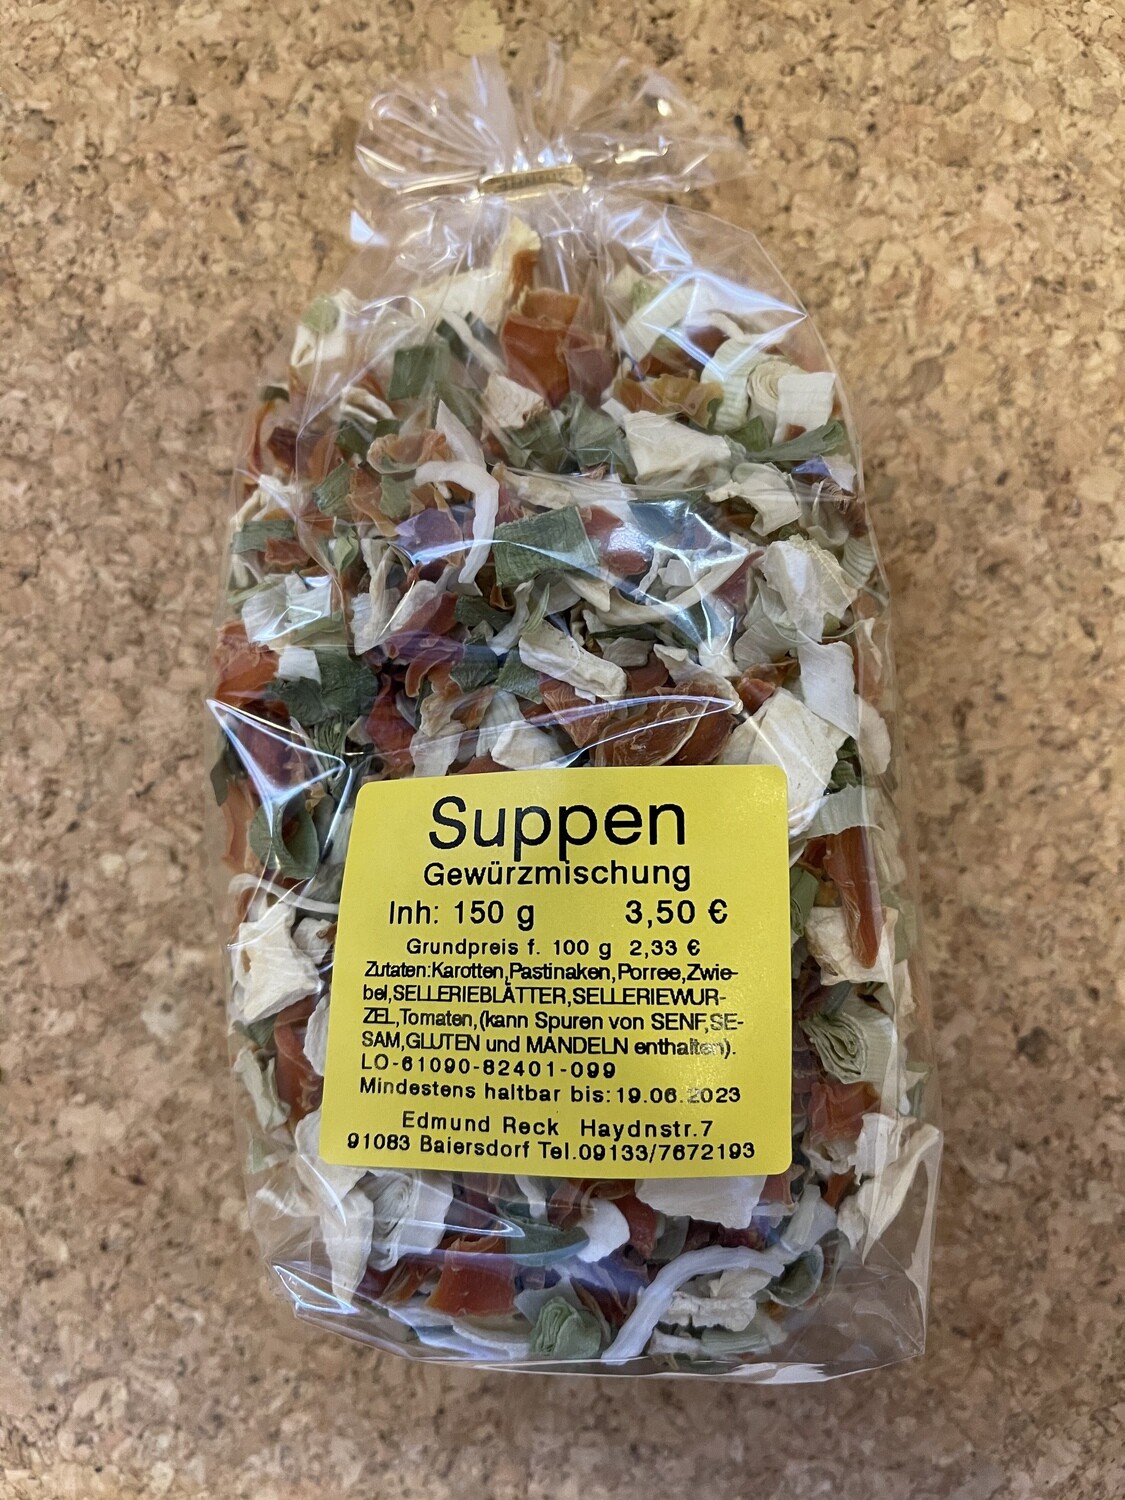 Suppen
Gewürzmischung
Inh: 150 g 3,50 €
Grundpreis f. 100 g 2,33 €
Zutaten:Karotten,Pastinaken,Porree,Zwie-
bel,SELLERIEBLÄTTER,SELLERIEWUR-
ZEL,Tomaten,(kann Spuren von SENF,SE-
SAM,GLUTEN und MANDELN enthalten).
LO-61090-82401-099
Mindestens haltbar bis:19.06.2023
Edmund Reck Haydnstr.7
91083 Baiersdorf Tel.09133/7672193